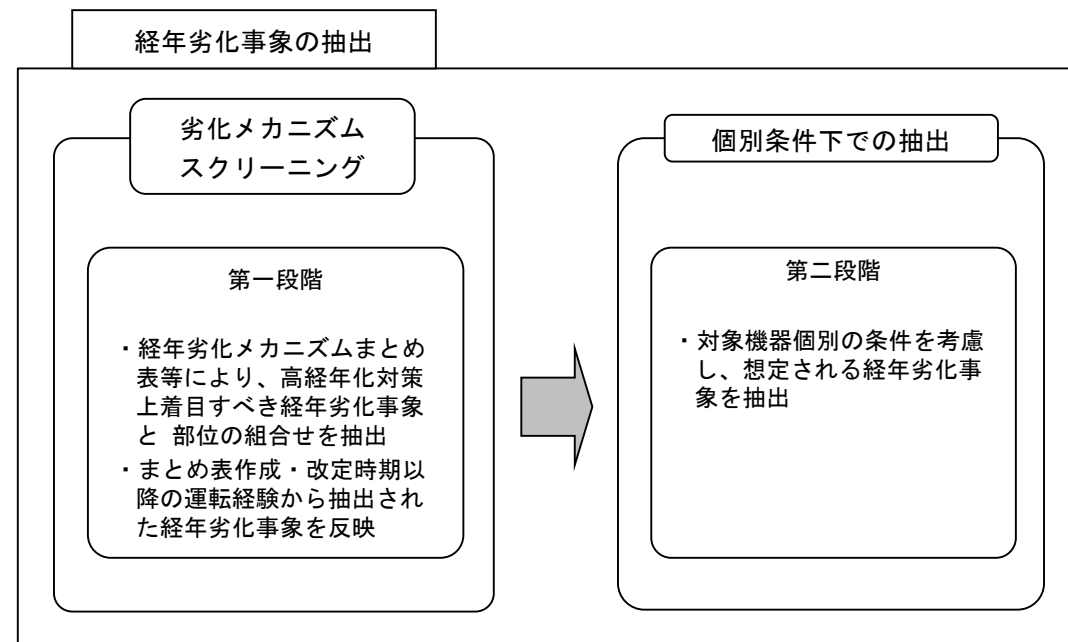 経年劣化事象の抽出
劣化メカニズム
スクリーニング
第一段階
・経年劣化メカニズムまとめ
表等により、高経年化対策
上着目すべき経年劣化事象
と 部位の組合せを抽出
・まとめ表作成・改定時期以
降の運転経験から抽出され
た経年劣化事象を反映
個別条件下での抽出
第二段階
・対象機器個別の条件を考慮
し、想定される経年劣化事
象を抽出